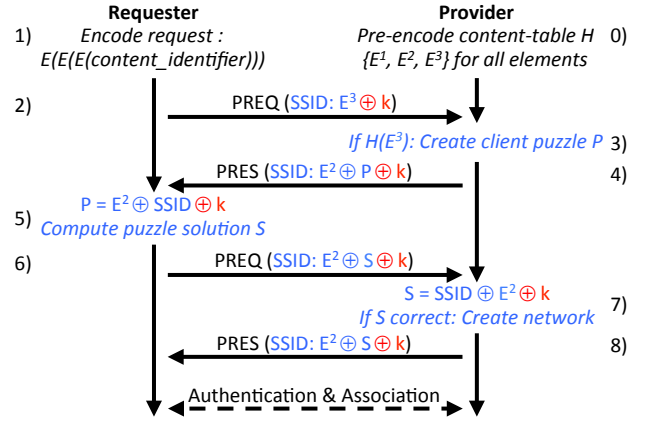 Requester Provider
1) Encode request : Pre-encode content-table H 0)
E(E(E(content_identifier))) {E¹, E², E³} for all elements
2) PREQ (SSID: E³ ⊕ k)
If H(E³): Create client puzzle P 3)
PRES (SSID: E² ⊕ P ⊕ k) 4)
P = E² ⊕ SSID ⊕ k
5) Compute puzzle solution S
6) PREQ (SSID: E² ⊕ S ⊕ k)
S = SSID ⊕ E² ⊕ k
If S correct: Create network 7)
PRES (SSID: E² ⊕ S ⊕ k) 8)
Authentication & Association